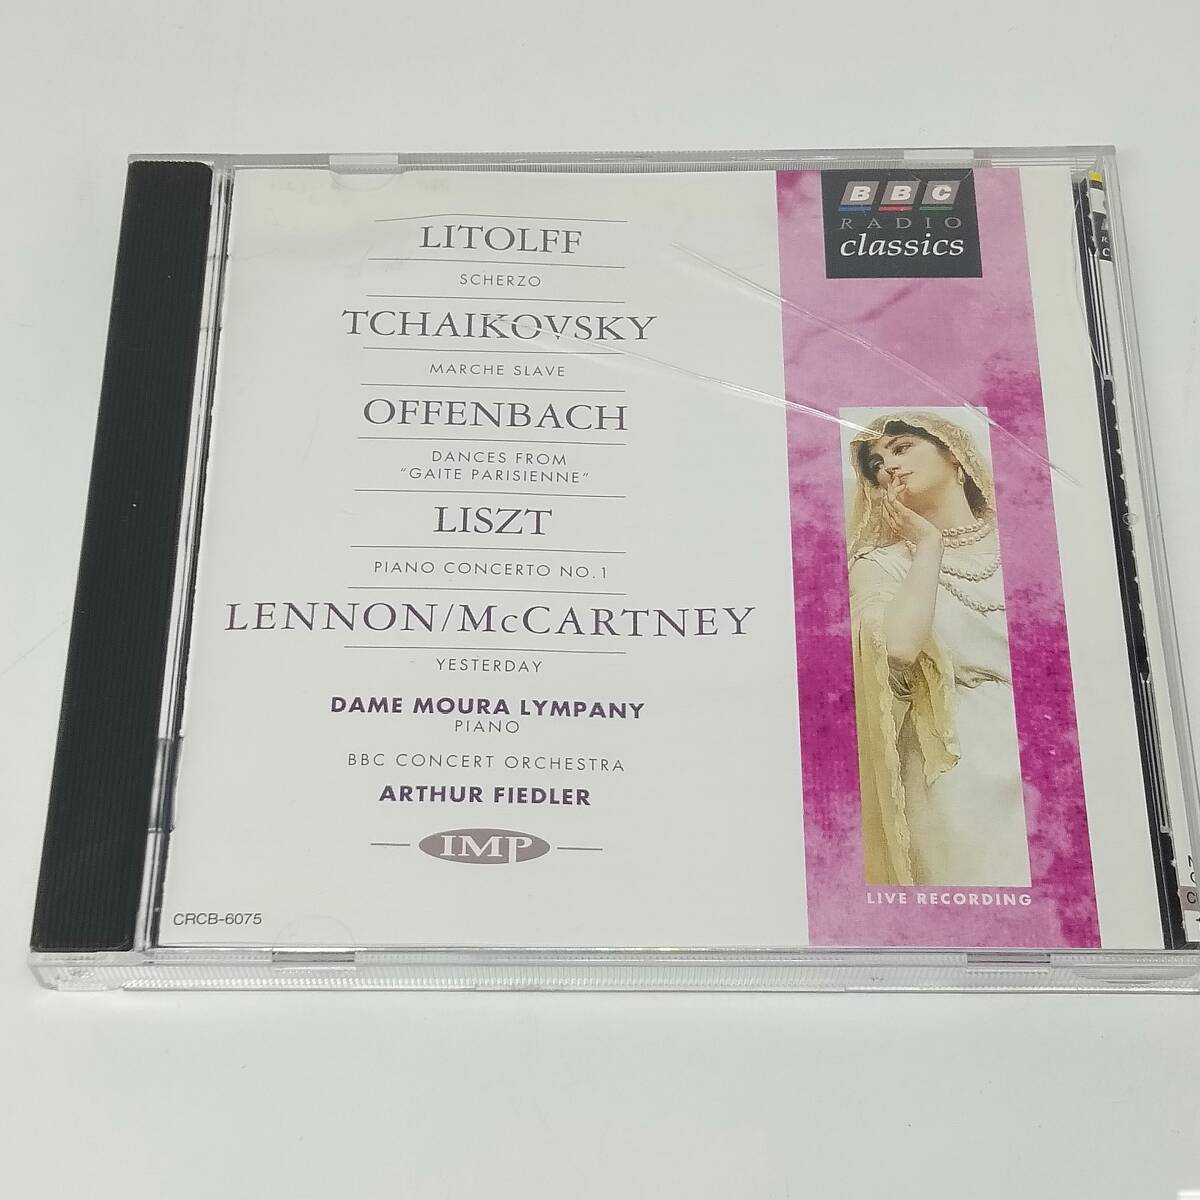 LITOLFF
SCHERZO
TCHAIKOVSKY
MARCHE SLAVE
OFFENBACH
DANCES FROM
"GAITE PARISIENNE"
LISZT
PIANO CONCERTO NO.1
LENNON/McCARTNEY
YESTERDAY
DAME MOURA LYMPANY
PIANO
BBC CONCERT ORCHESTRA
ARTHUR FIEDLER
IMP
CRCB-6075
BBC
RADIO
classics
LIVE RECORDING